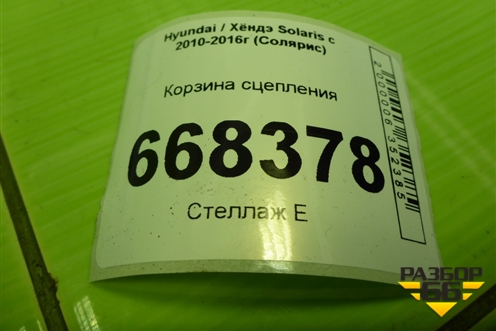 Hyundai / Хёндэ Solaris с
2010-2016г (Солярис)
Корзина сцепления
668378
Стеллаж Е
2000006352385
РАЗБОР
66